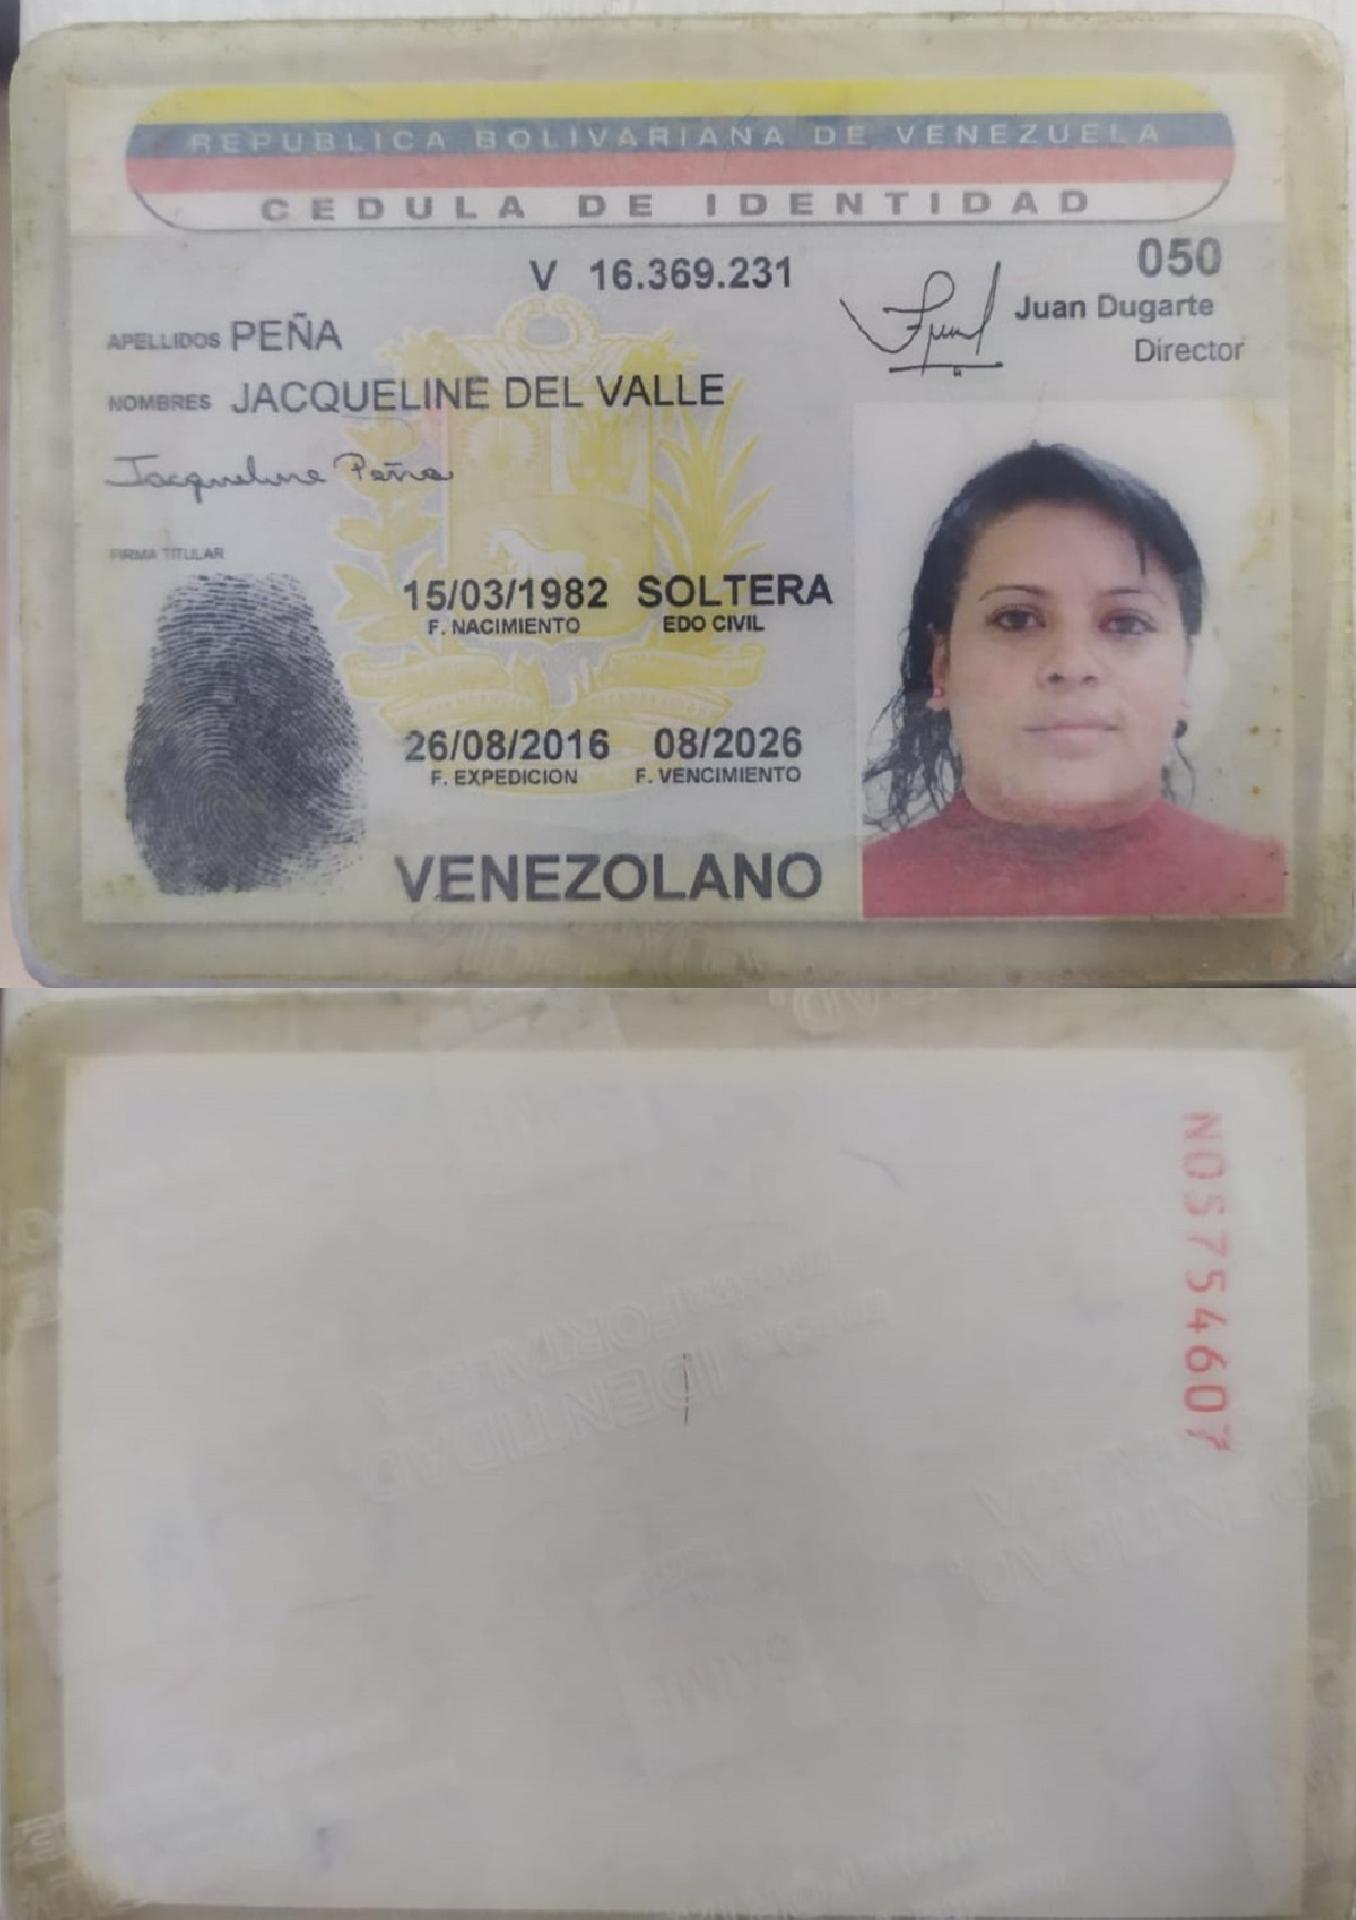 REPUBLICA BOLIVARIANA DE VENEZUELA
CEDULA DE IDENTIDAD
V 16.369.231
050
Juan Dugarte
Director
APELLIDOS PEÑA
NOMBRES JACQUELINE DEL VALLE
Jacqueline Peña
FIRMA TITULAR
15/03/1982 SOLTERA
F. NACIMIENTO EDO CIVIL
26/08/2016 08/2026
F. EXPEDICION F. VENCIMIENTO
VENEZOLANO
N05754607
IDENTIDAD